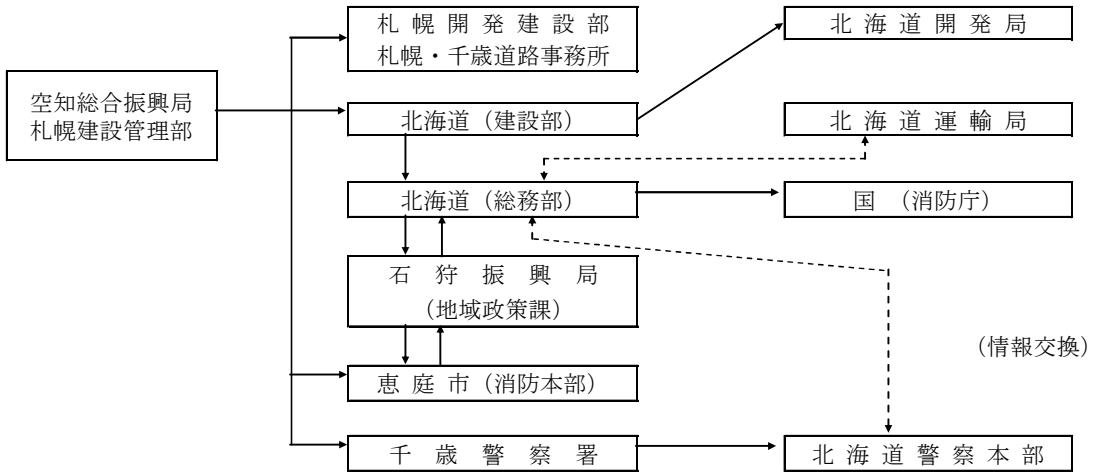 札幌開発建設部
札幌・千歳道路事務所
北海道開発局
空知総合振興局
札幌建設管理部
北海道（建設部）
北海道運輸局
北海道（総務部）
国（消防庁）
石狩振興局
（地域政策課）
（情報交換）
恵庭市（消防本部）
千歳警察署
北海道警察本部